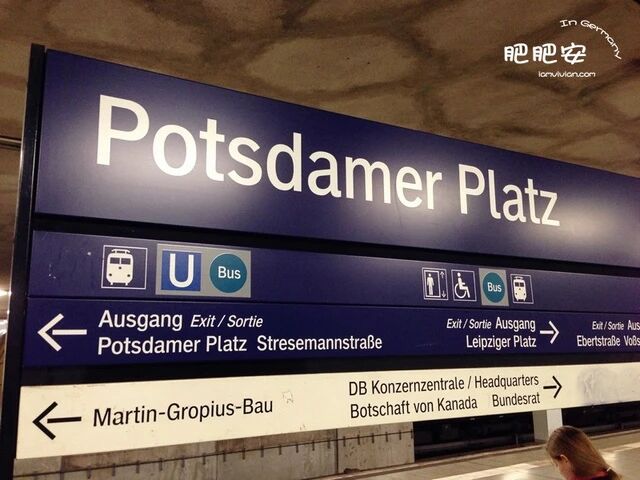 In Germany
肥肥安
iamvivian.com
Potsdamer Platz
U Bus Bus
Ausgang Exit / Sortie
Potsdamer Platz Stresemannstraße
Exit / Sortie Ausgang
Leipziger Platz
Exit / Sortie
Ebertstraße
Martin-Gropius-Bau
DB Konzernzentrale / Headquarters
Botschaft von Kanada Bundesrat